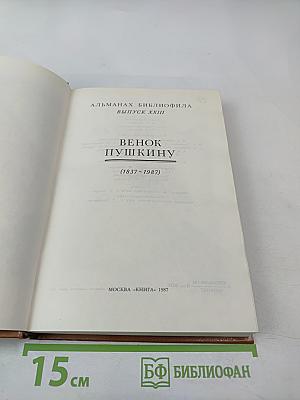 АЛЬМАНАХ БИБЛИОФИЛА
ВЫПУСК XXIII
ВЕНОК
ПУШКИНУ
(1837–1987)
МОСКВА «КНИГА» 1987
15 см
БФ БИБЛИОФАН